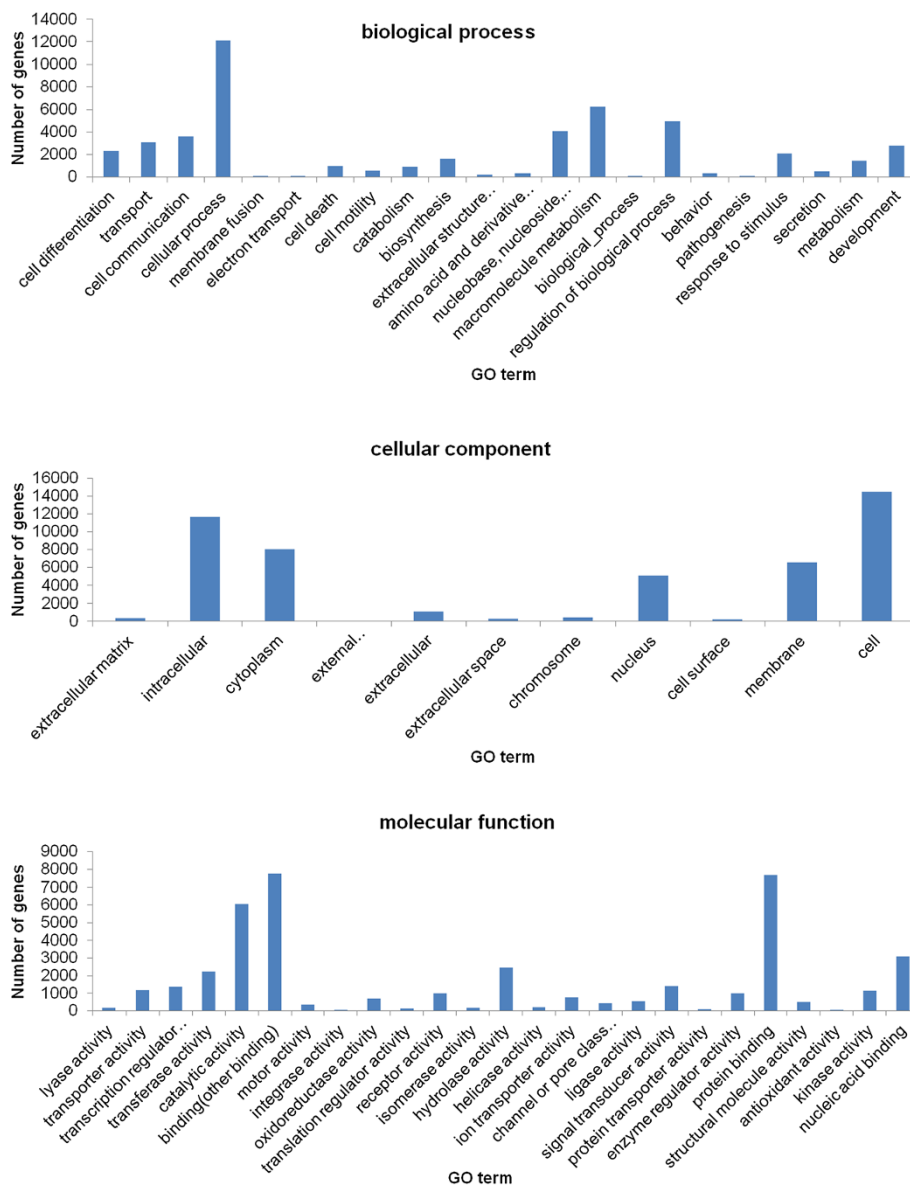 biological process
Number of genes
14000
12000
10000
8000
6000
4000
2000
0
cell differentiation
transport
cell communication
cellular process
membrane fusion
electron transport
cell death
cell motility
catabolism
biosynthesis
extracellular structure..
amino acid and derivative..
nucleobase, nucleoside,...
macromolecule metabolism
biological_process
regulation of biological process
behavior
pathogenesis
response to stimulus
secretion
metabolism
development
GO term
cellular component
Number of genes
16000
14000
12000
10000
8000
6000
4000
2000
0
extracellular matrix
intracellular
cytoplasm
external..
extracellular
extracellular space
chromosome
nucleus
cell surface
membrane
cell
GO term
molecular function
Number of genes
9000
8000
7000
6000
5000
4000
3000
2000
1000
0
lyase activity
transporter activity
transcription regulator..
transferase activity
catalytic activity
binding(other binding)
motor activity
integrase activity
oxidoreductase activity
translation regulator activity
receptor activity
isomerase activity
hydrolase activity
helicase activity
ion transporter activity
channel or pore class..
ligase activity
signal transducer activity
protein transporter activity
enzyme regulator activity
protein binding
structural molecule activity
antioxidant activity
kinase activity
nucleic acid binding
GO term